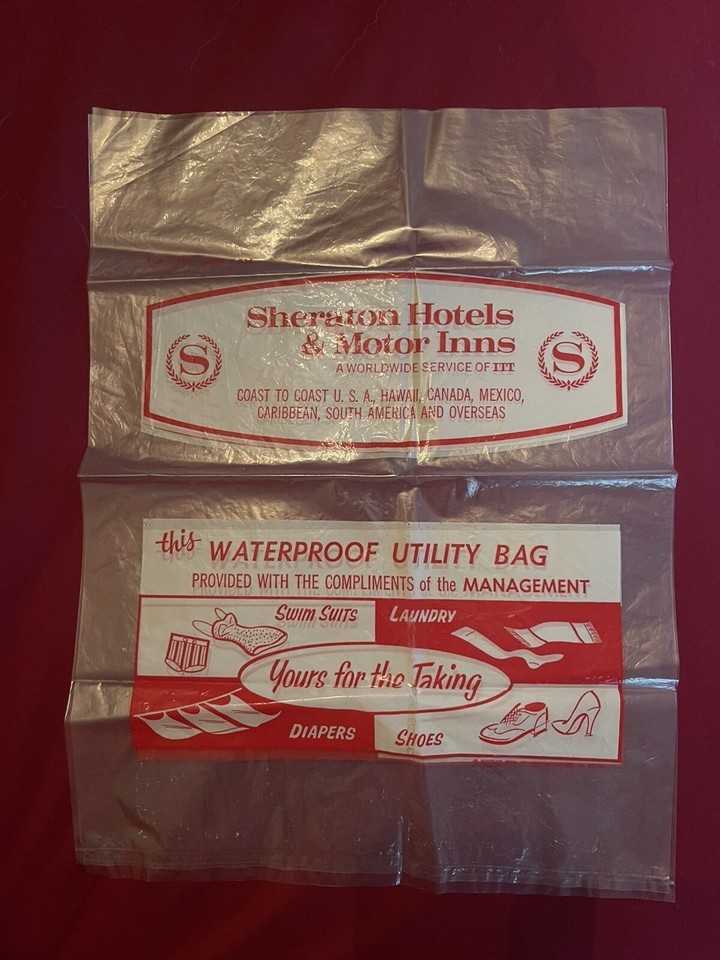 Sheraton Hotels
& Motor Inns
A WORLDWIDE SERVICE OF ITT
S
S
COAST TO COAST U. S. A., HAWAII, CANADA, MEXICO,
CARIBBEAN, SOUTH AMERICA AND OVERSEAS
this WATERPROOF UTILITY BAG
PROVIDED WITH THE COMPLIMENTS of the MANAGEMENT
SWIM SUITS
LAUNDRY
Yours for the Taking
DIAPERS
SHOES